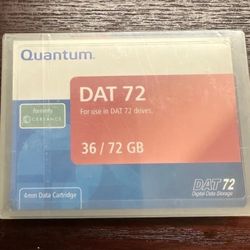 Quantum.
DAT 72
For use in DAT 72 drives.
formerly
CERTANCE
36 / 72 GB
4mm Data Cartridge
DAT 72
Digital Data Storage